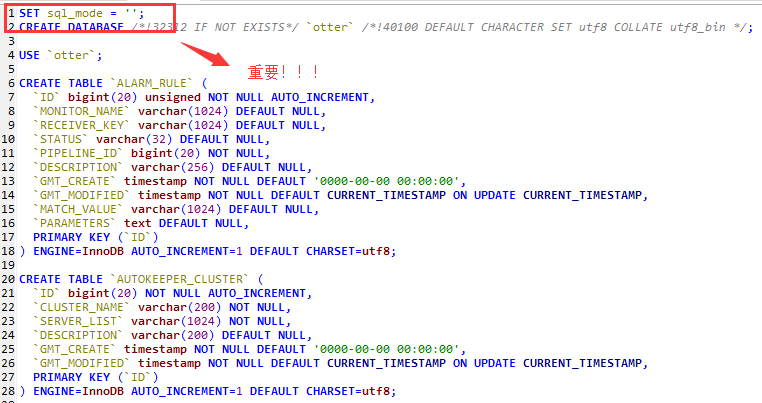 1 SET sql_mode = '';
2 CREATE DATABASE /*!32312 IF NOT EXISTS*/ `otter` /*!40100 DEFAULT CHARACTER SET utf8 COLLATE utf8_bin */;
3
4 USE `otter`;
重要！！！
5
6 CREATE TABLE `ALARM_RULE` (
7 `ID` bigint(20) unsigned NOT NULL AUTO_INCREMENT,
8 `MONITOR_NAME` varchar(1024) DEFAULT NULL,
9 `RECEIVER_KEY` varchar(1024) DEFAULT NULL,
10 `STATUS` varchar(32) DEFAULT NULL,
11 `PIPELINE_ID` bigint(20) NOT NULL,
12 `DESCRIPTION` varchar(256) DEFAULT NULL,
13 `GMT_CREATE` timestamp NOT NULL DEFAULT '0000-00-00 00:00:00',
14 `GMT_MODIFIED` timestamp NOT NULL DEFAULT CURRENT_TIMESTAMP ON UPDATE CURRENT_TIMESTAMP,
15 `MATCH_VALUE` varchar(1024) DEFAULT NULL,
16 `PARAMETERS` text DEFAULT NULL,
17 PRIMARY KEY (`ID`)
18 ) ENGINE=InnoDB AUTO_INCREMENT=1 DEFAULT CHARSET=utf8;
19
20 CREATE TABLE `AUTOKEEPER_CLUSTER` (
21 `ID` bigint(20) NOT NULL AUTO_INCREMENT,
22 `CLUSTER_NAME` varchar(200) NOT NULL,
23 `SERVER_LIST` varchar(1024) NOT NULL,
24 `DESCRIPTION` varchar(200) DEFAULT NULL,
25 `GMT_CREATE` timestamp NOT NULL DEFAULT '0000-00-00 00:00:00',
26 `GMT_MODIFIED` timestamp NOT NULL DEFAULT CURRENT_TIMESTAMP ON UPDATE CURRENT_TIMESTAMP,
27 PRIMARY KEY (`ID`)
28 ) ENGINE=InnoDB AUTO_INCREMENT=1 DEFAULT CHARSET=utf8;